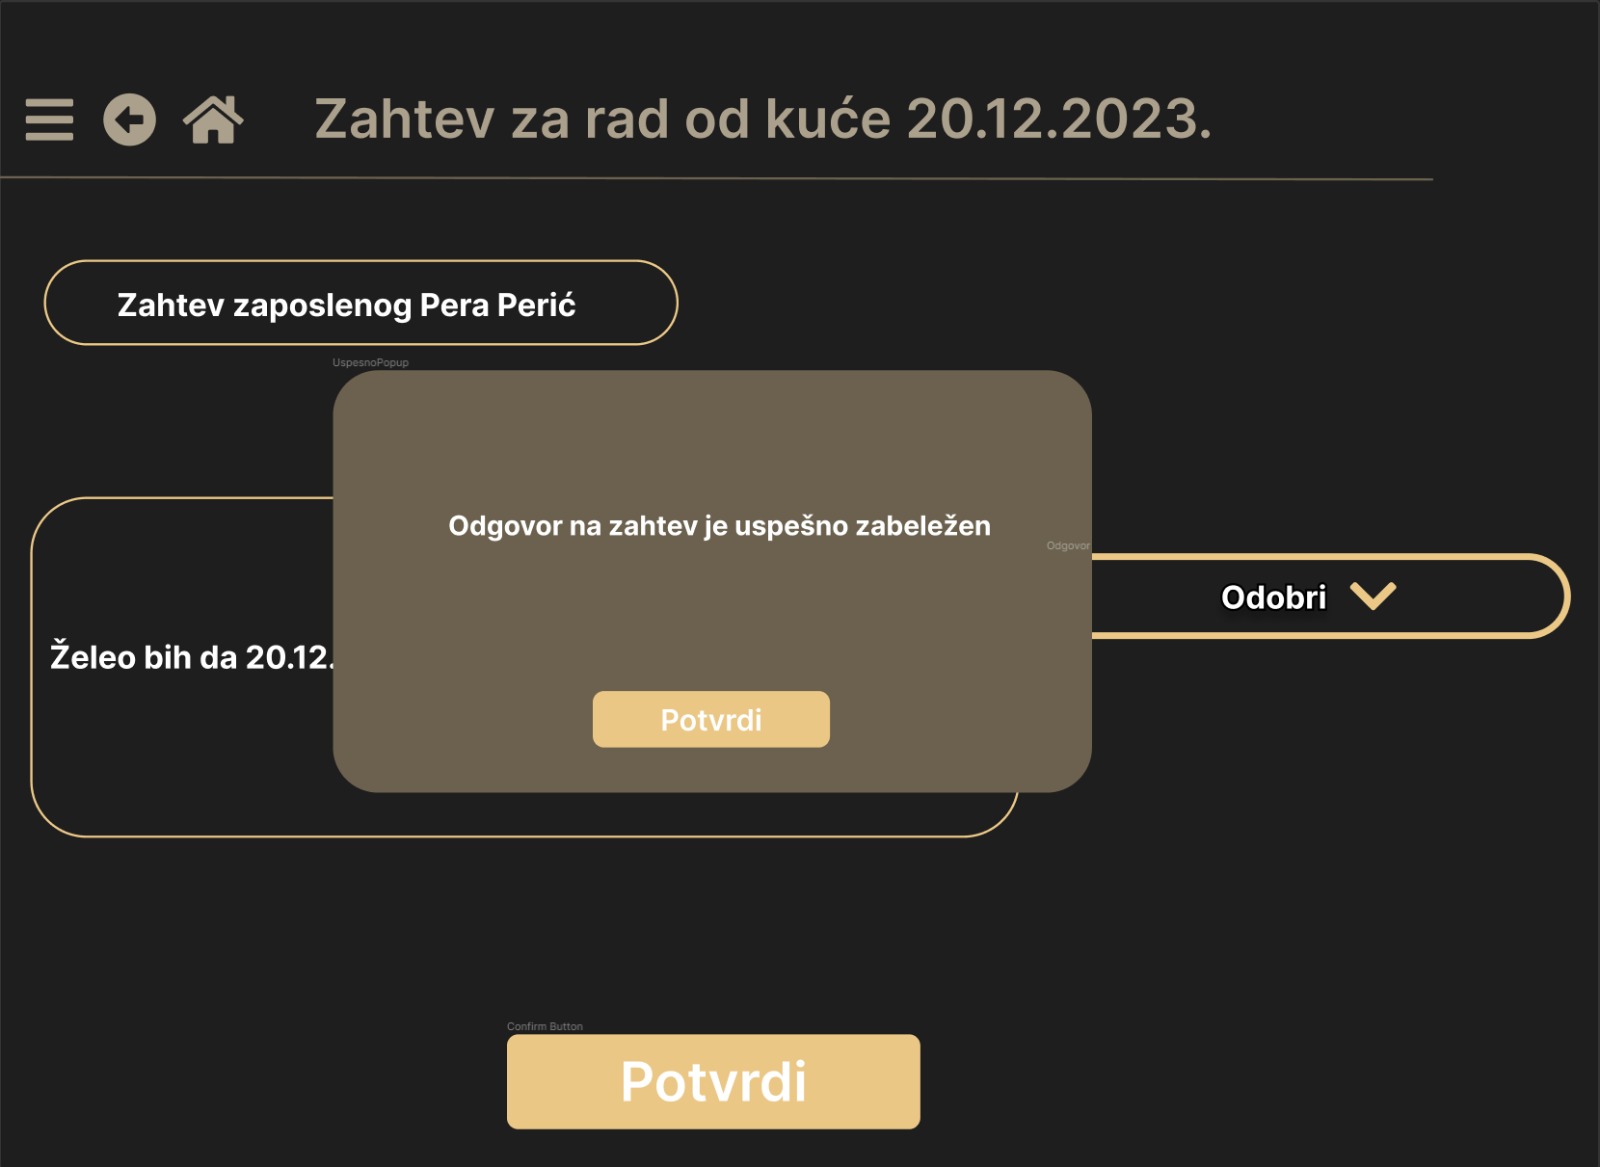 Zahtev za rad od kuće 20.12.2023.
Zahtev zaposlenog Pera Perić
UspesnoPopup
Odgovor na zahtev je uspešno zabeležen
Odgovor
Odobri
Želeo bih da 20.12.
Potvrdi
Confirm Button
Potvrdi